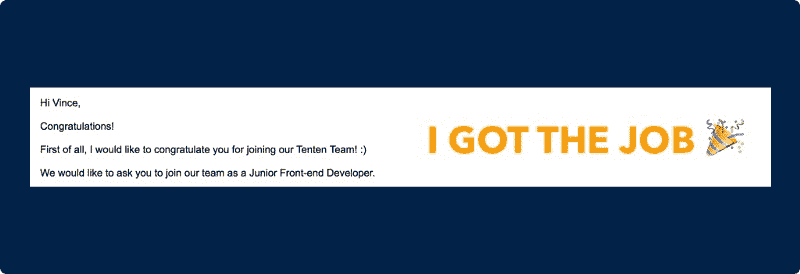 Hi Vince,
Congratulations!
First of all, I would like to congratulate you for joining our Tenten Team! :)
We would like to ask you to join our team as a Junior Front-end Developer.
I GOT THE JOB